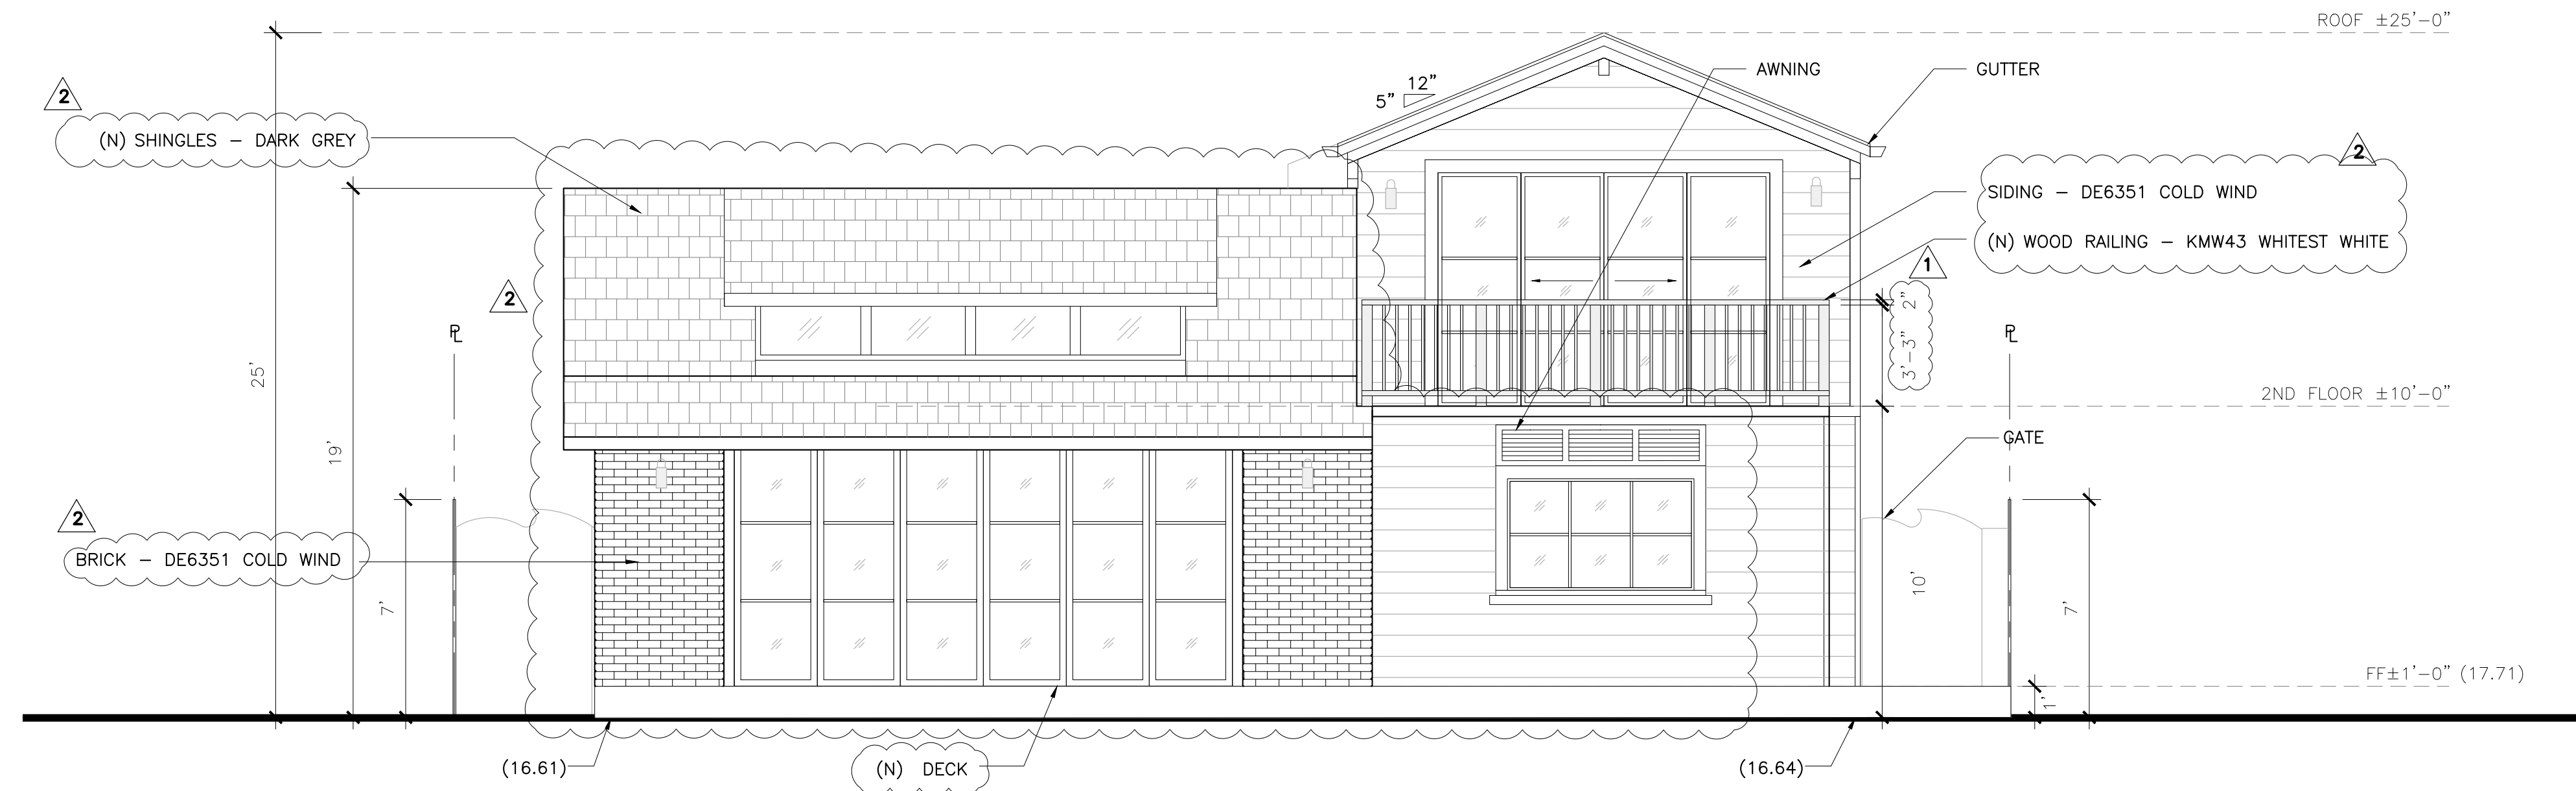 ROOF ±25'-0"
AWNING
GUTTER
12"
5"
2
(N) SHINGLES - DARK GREY
2
SIDING - DE6351 COLD WIND
(N) WOOD RAILING - KMW43 WHITEST WHITE
1
2"
3'-3"
2
PL
PL
25'
19'
2ND FLOOR ±10'-0"
GATE
2
BRICK - DE6351 COLD WIND
7'
10'
7'
FF±1'-0" (17.71)
1'
(16.61)
(N) DECK
(16.64)